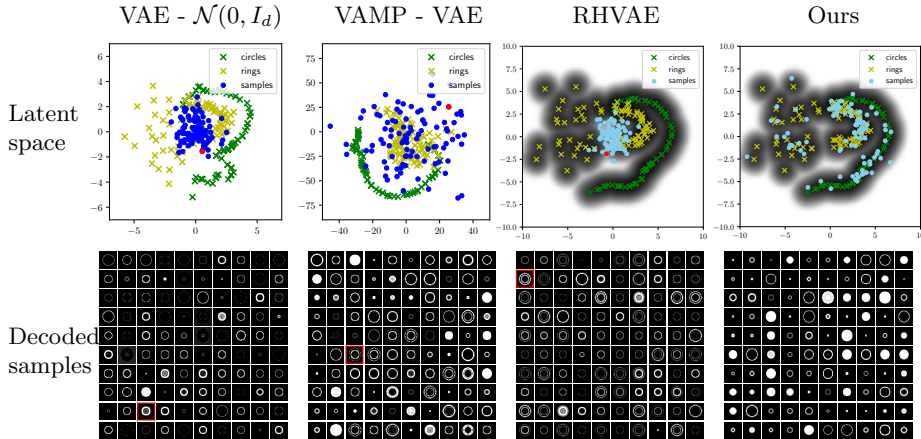 VAE - N(0, I_d) VAMP - VAE RHVAE Ours
Latent space
circles
rings
samples
6
4
2
0
−2
−4
−6
−5 0 5
circles
rings
samples
75
50
25
0
−25
−50
−75
−40 −20 0 20 40
circles
rings
samples
10.0
7.5
5.0
2.5
0.0
−2.5
−5.0
−7.5
−10.0
−10 −5 0 5 10
circles
rings
samples
10.0
7.5
5.0
2.5
0.0
−2.5
−5.0
−7.5
−10.0
−10 −5 0 5 10
Decoded
samples